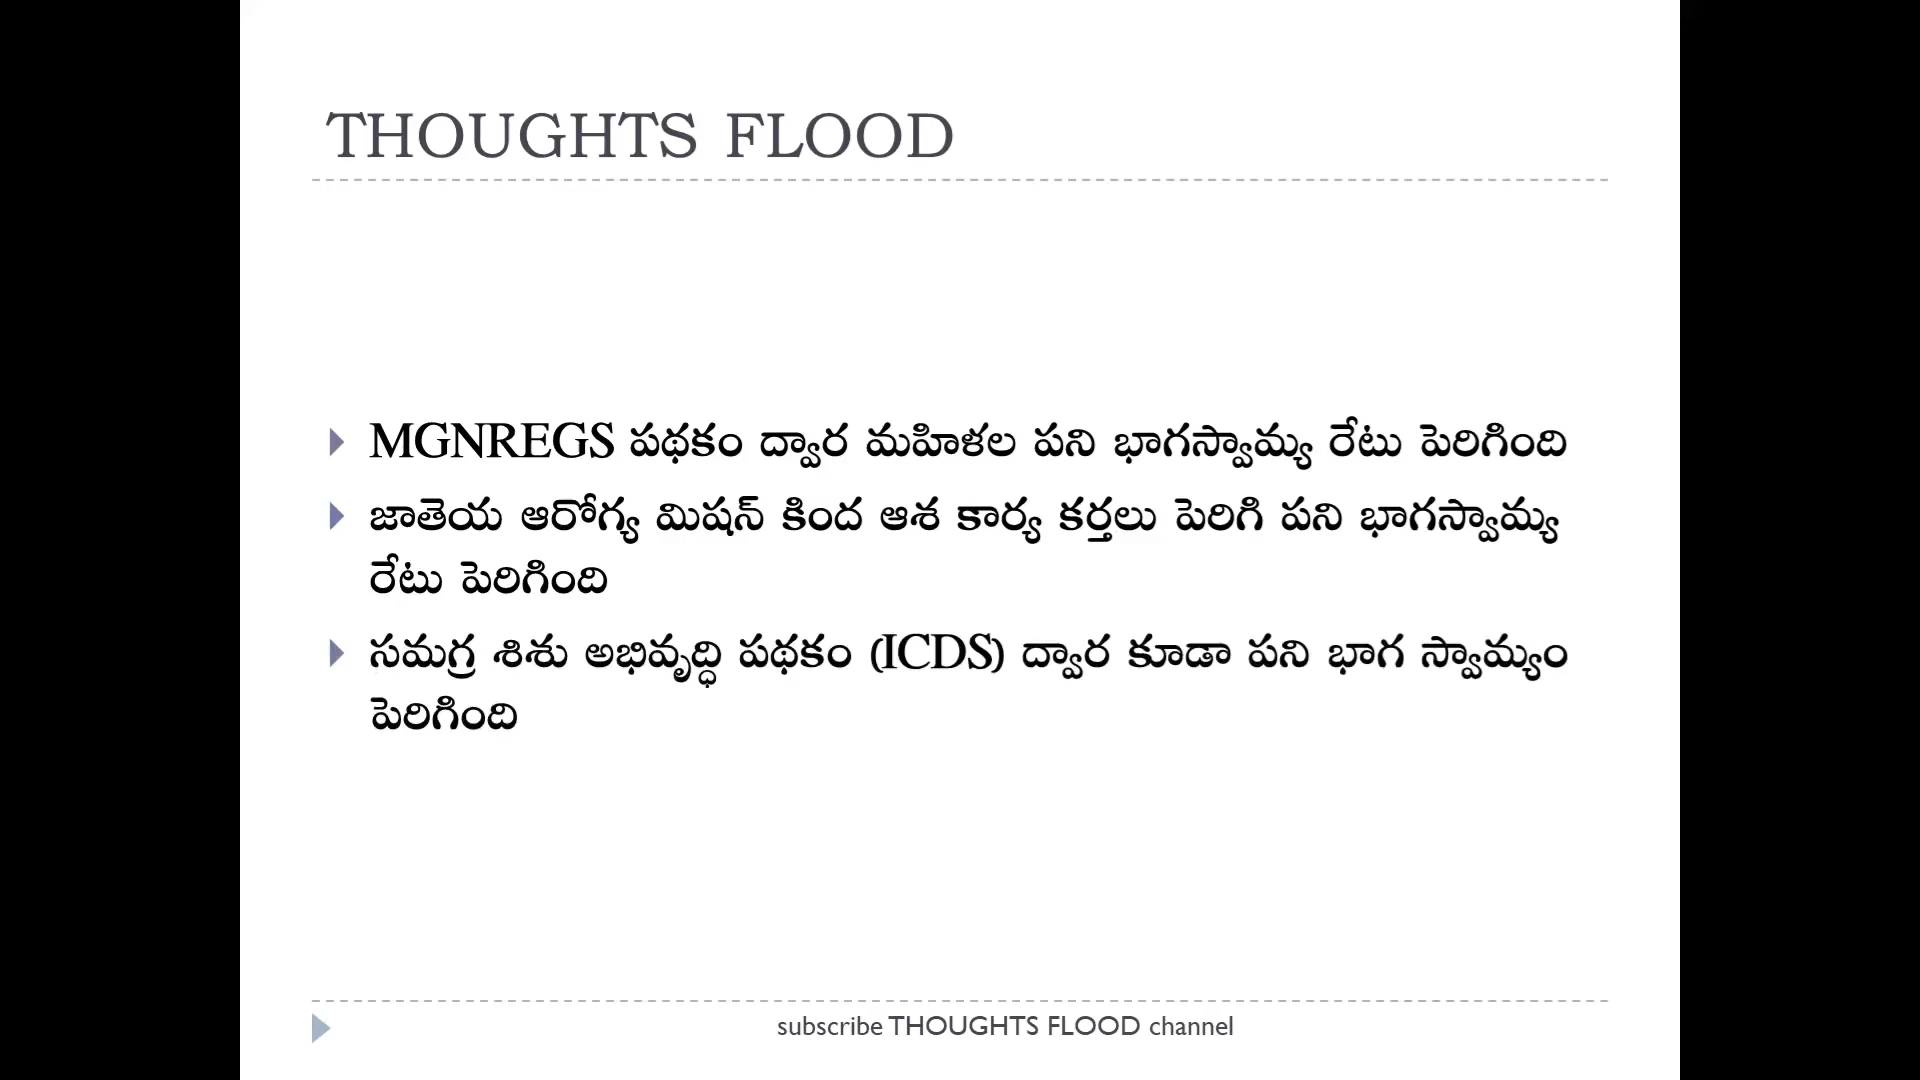 THOUGHTS FLOOD
MGNREGS పథకం ద్వార మహిళల పని భాగస్వామ్య రేటు పెరిగింది
జాతెయ ఆరోగ్య మిషన్ కింద ఆశ కార్య కర్తలు పెరిగి పని భాగస్వామ్య
రేటు పెరిగింది
సమగ్ర శిశు అభివృద్ధి పథకం (ICDS) ద్వార కూడా పని భాగ స్వామ్యం
పెరిగింది
subscribe THOUGHTS FLOOD channel